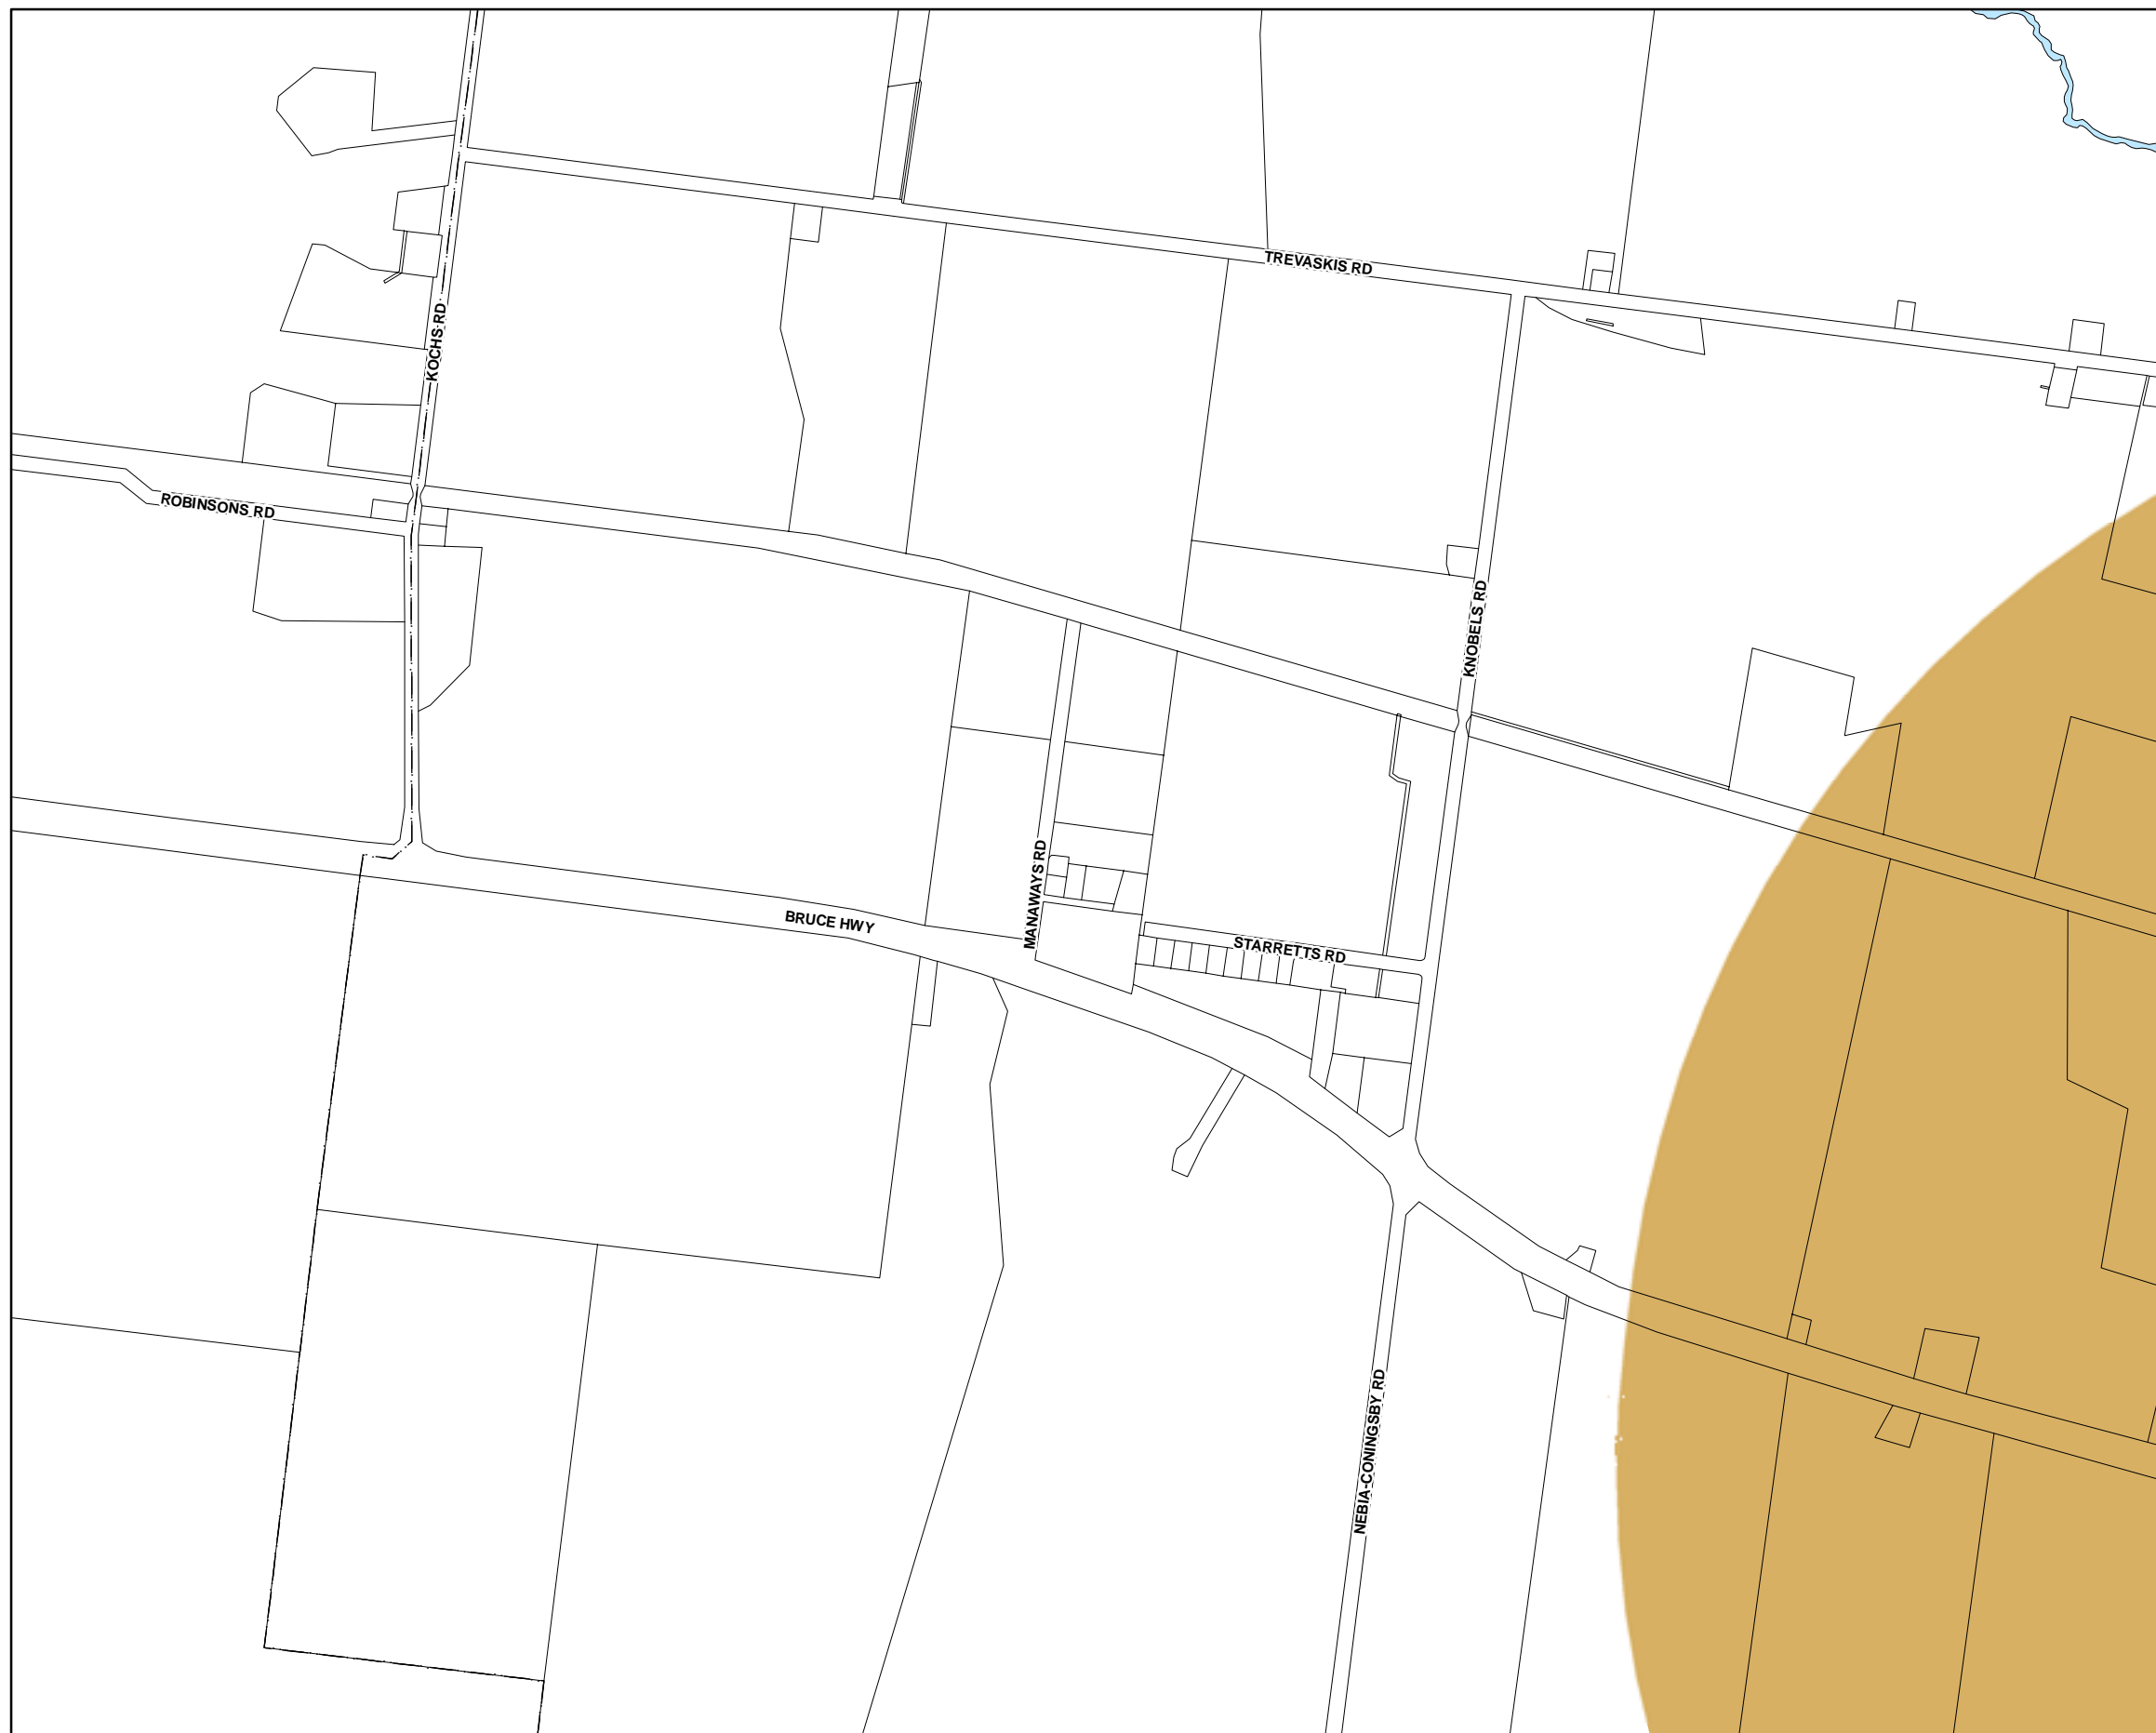 TREVASKIS RD
KOCHS RD
ROBINSONS RD
KNOBELS RD
MANAWAYS RD
BRUCE HWY
STARRETTS RD
NEBIA-CONINGSBY RD